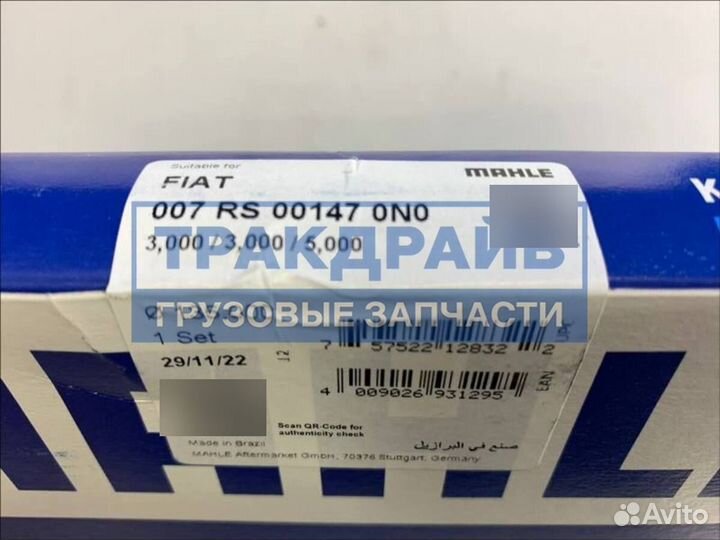 Suitable for
FIAT
MAHLE
007 RS 00147 0N0
3,000 / 3,000 / 5,000
ТРАКДРАЙВ
ГРУЗОВЫЕ ЗАПЧАСТИ
1 Set
29/11/22
12
7 57522 12832 2
UPC
4 009026 931295
EAN
Scan QR-Code for
authenticity check
Made in Brazil
صنع في البرازيل
MAHLE Aftermarket GmbH, 70376 Stuttgart, Germany
K
Avito